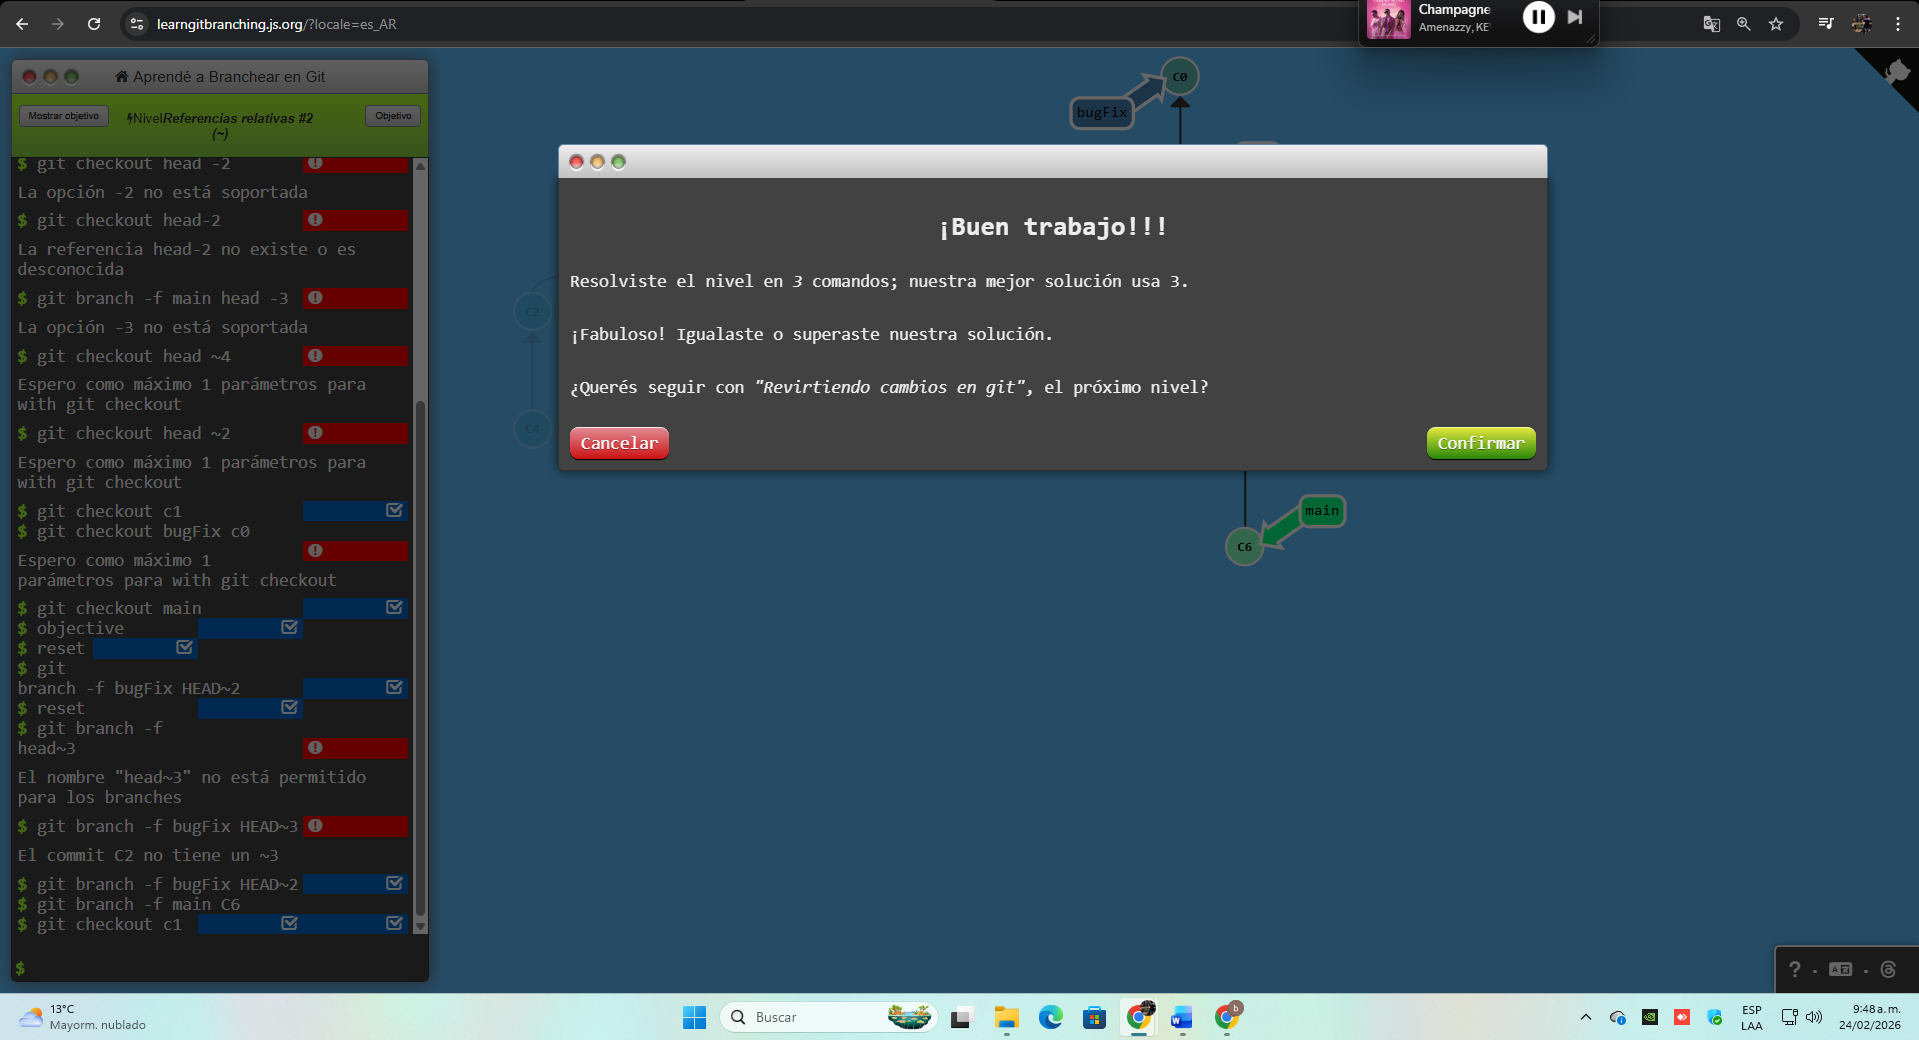 learngitbranching.js.org/?locale=es_AR
Champagne
Amenazzy, KE
Aprendé a Branchear en Git
Mostrar objetivo
NivelReferencias relativas #2
(~)
Objetivo
$ git checkout head -2
La opción -2 no está soportada
$ git checkout head-2
La referencia head-2 no existe o es
desconocida
$ git branch -f main head -3
La opción -3 no está soportada
$ git checkout head ~4
Espero como máximo 1 parámetros para
with git checkout
$ git checkout head ~2
Espero como máximo 1 parámetros para
with git checkout
$ git checkout c1
$ git checkout bugFix c0
Espero como máximo 1
parámetros para with git checkout
$ git checkout main
$ objective
$ reset
$ git
branch -f bugFix HEAD~2
$ reset
$ git branch -f
head~3
El nombre "head~3" no está permitido
para los branches
$ git branch -f bugFix HEAD~3
El commit C2 no tiene un ~3
$ git branch -f bugFix HEAD~2
$ git branch -f main C6
$ git checkout c1
$
C0
bugFix
C2
C4
¡Buen trabajo!!!
Resolviste el nivel en 3 comandos; nuestra mejor solución usa 3.
¡Fabuloso! Igualaste o superaste nuestra solución.
¿Querés seguir con "Revirtiendo cambios en git", el próximo nivel?
Cancelar
Confirmar
main
C6
13°C
Mayorm. nublado
Buscar
ESP
LAA
9:48 a. m.
24/02/2026